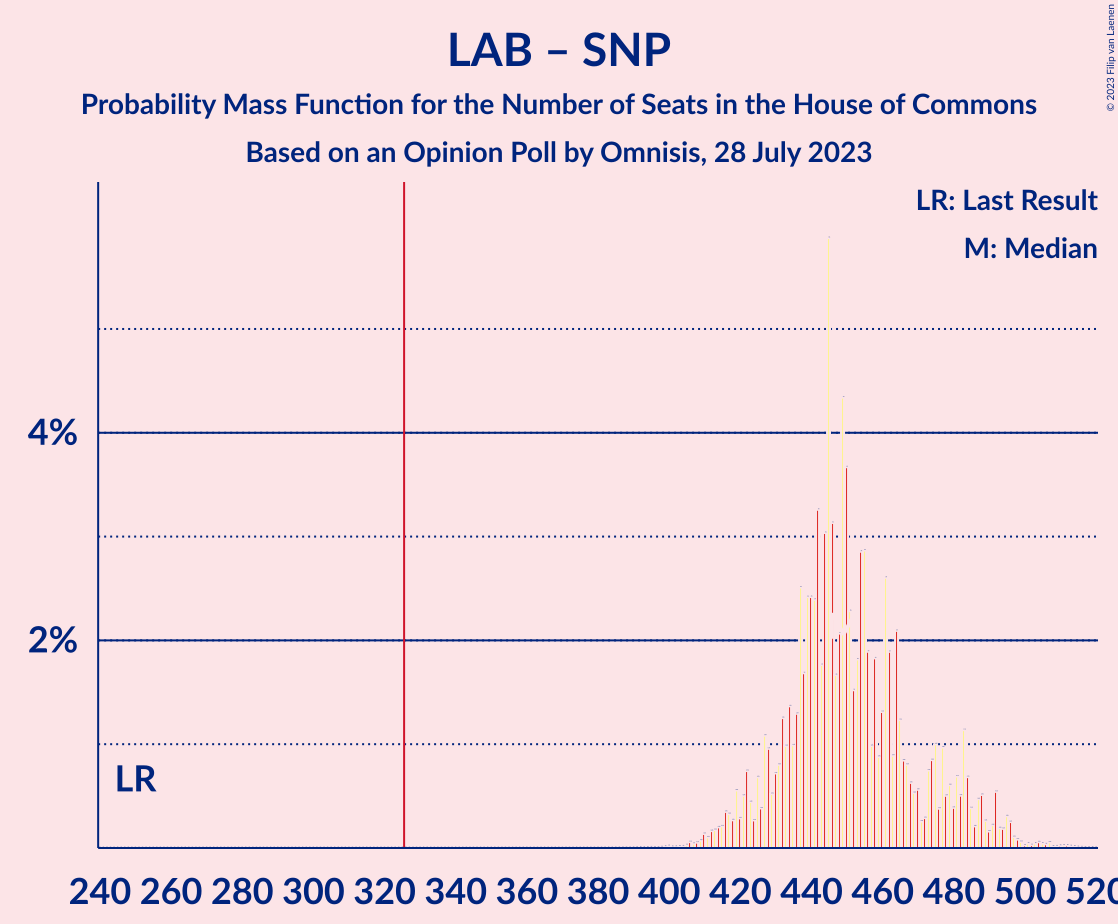 LAB – SNP
Probability Mass Function for the Number of Seats in the House of Commons
Based on an Opinion Poll by Omnisis, 28 July 2023
© 2023 Filip van Laenen
LR: Last Result
M: Median
4%
2%
LR
240 260 280 300 320 340 360 380 400 420 440 460 480 500 520